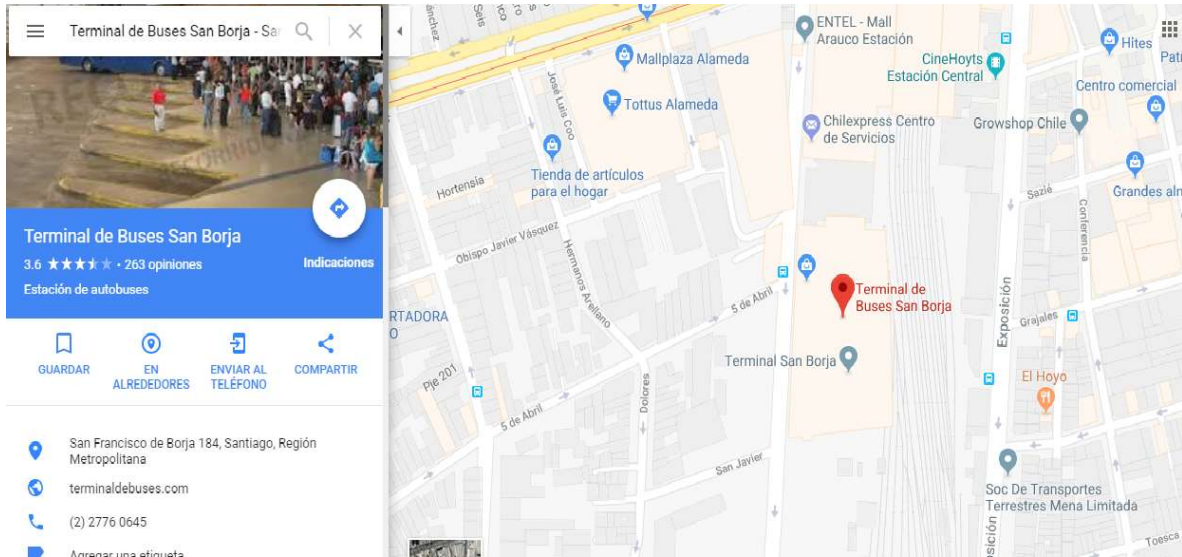 Terminal de Buses San Borja - Sa
Terminal de Buses San Borja
3.6 ★★★★★ · 263 opiniones
Indicaciones
Estación de autobuses
GUARDAR
EN
ALREDEDORES
ENVIAR AL
TELÉFONO
COMPARTIR
San Francisco de Borja 184, Santiago, Región
Metropolitana
terminaldebuses.com
(2) 2776 0645
Agregar una etiqueta
ENTEL - Mall
Arauco Estación
Mallplaza Alameda
CineHoyts
Estación Central
Hites
Centro comercial
Tottus Alameda
José Luis Coo
Chilexpress Centro
de Servicios
Growshop Chile
Tienda de artículos
para el hogar
Hortensia
Sazié
Grandes aln
Conferencia
Obispo Javier Vásquez
Hermanos Arellano
RTADORA
O
5 de Abril
Terminal de
Buses San Borja
Exposición
Grajales
Terminal San Borja
El Hoyo
Pje 201
Dolores
5 de Abril
San Javier
Soc De Transportes
Terrestres Mena Limitada
Toesca